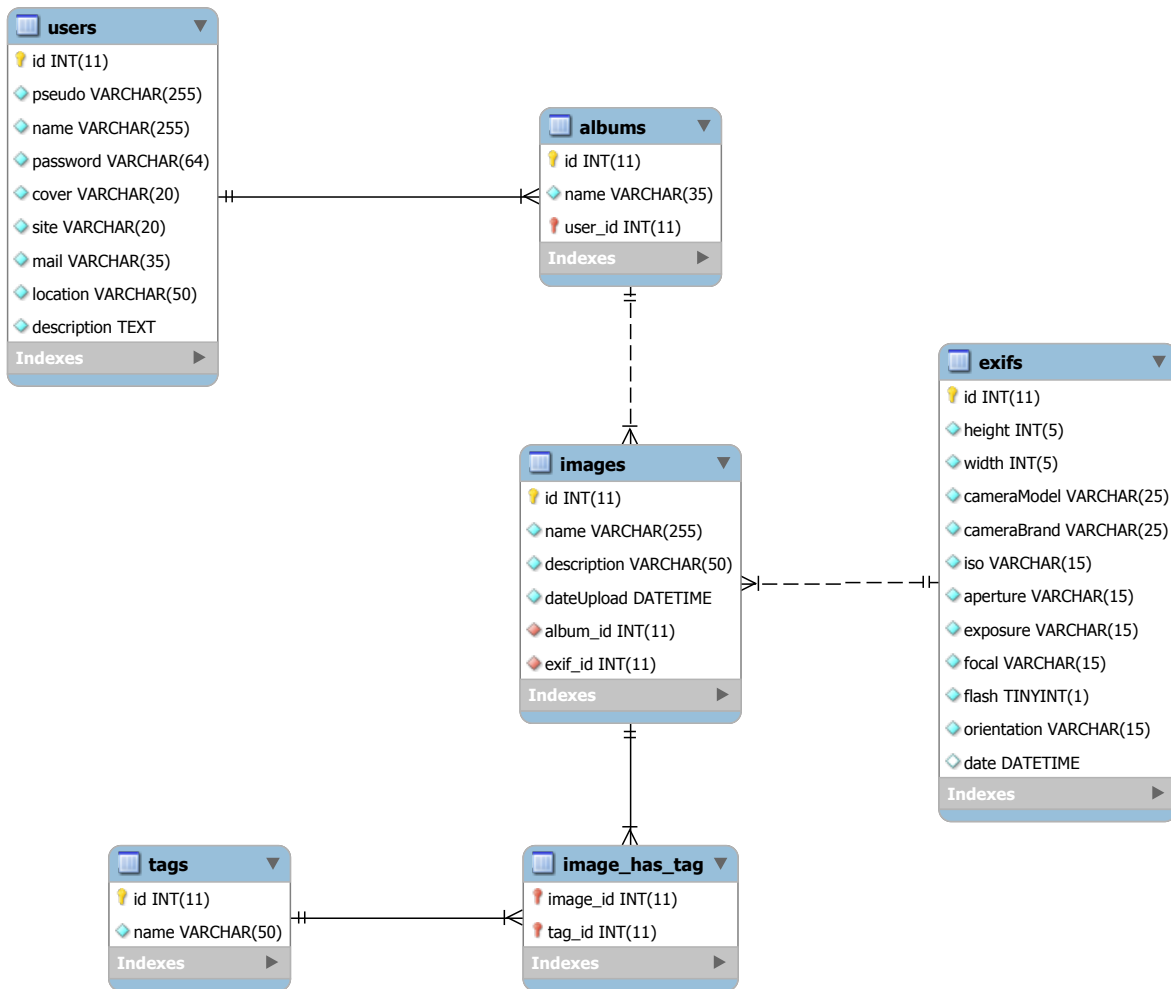 users
id INT(11)
pseudo VARCHAR(255)
name VARCHAR(255)
password VARCHAR(64)
cover VARCHAR(20)
site VARCHAR(20)
mail VARCHAR(35)
location VARCHAR(50)
description TEXT
Indexes
albums
id INT(11)
name VARCHAR(35)
user_id INT(11)
Indexes
exifs
id INT(11)
height INT(5)
width INT(5)
cameraModel VARCHAR(25)
cameraBrand VARCHAR(25)
iso VARCHAR(15)
aperture VARCHAR(15)
exposure VARCHAR(15)
focal VARCHAR(15)
flash TINYINT(1)
orientation VARCHAR(15)
date DATETIME
Indexes
images
id INT(11)
name VARCHAR(255)
description VARCHAR(50)
dateUpload DATETIME
album_id INT(11)
exif_id INT(11)
Indexes
tags
id INT(11)
name VARCHAR(50)
Indexes
image_has_tag
image_id INT(11)
tag_id INT(11)
Indexes